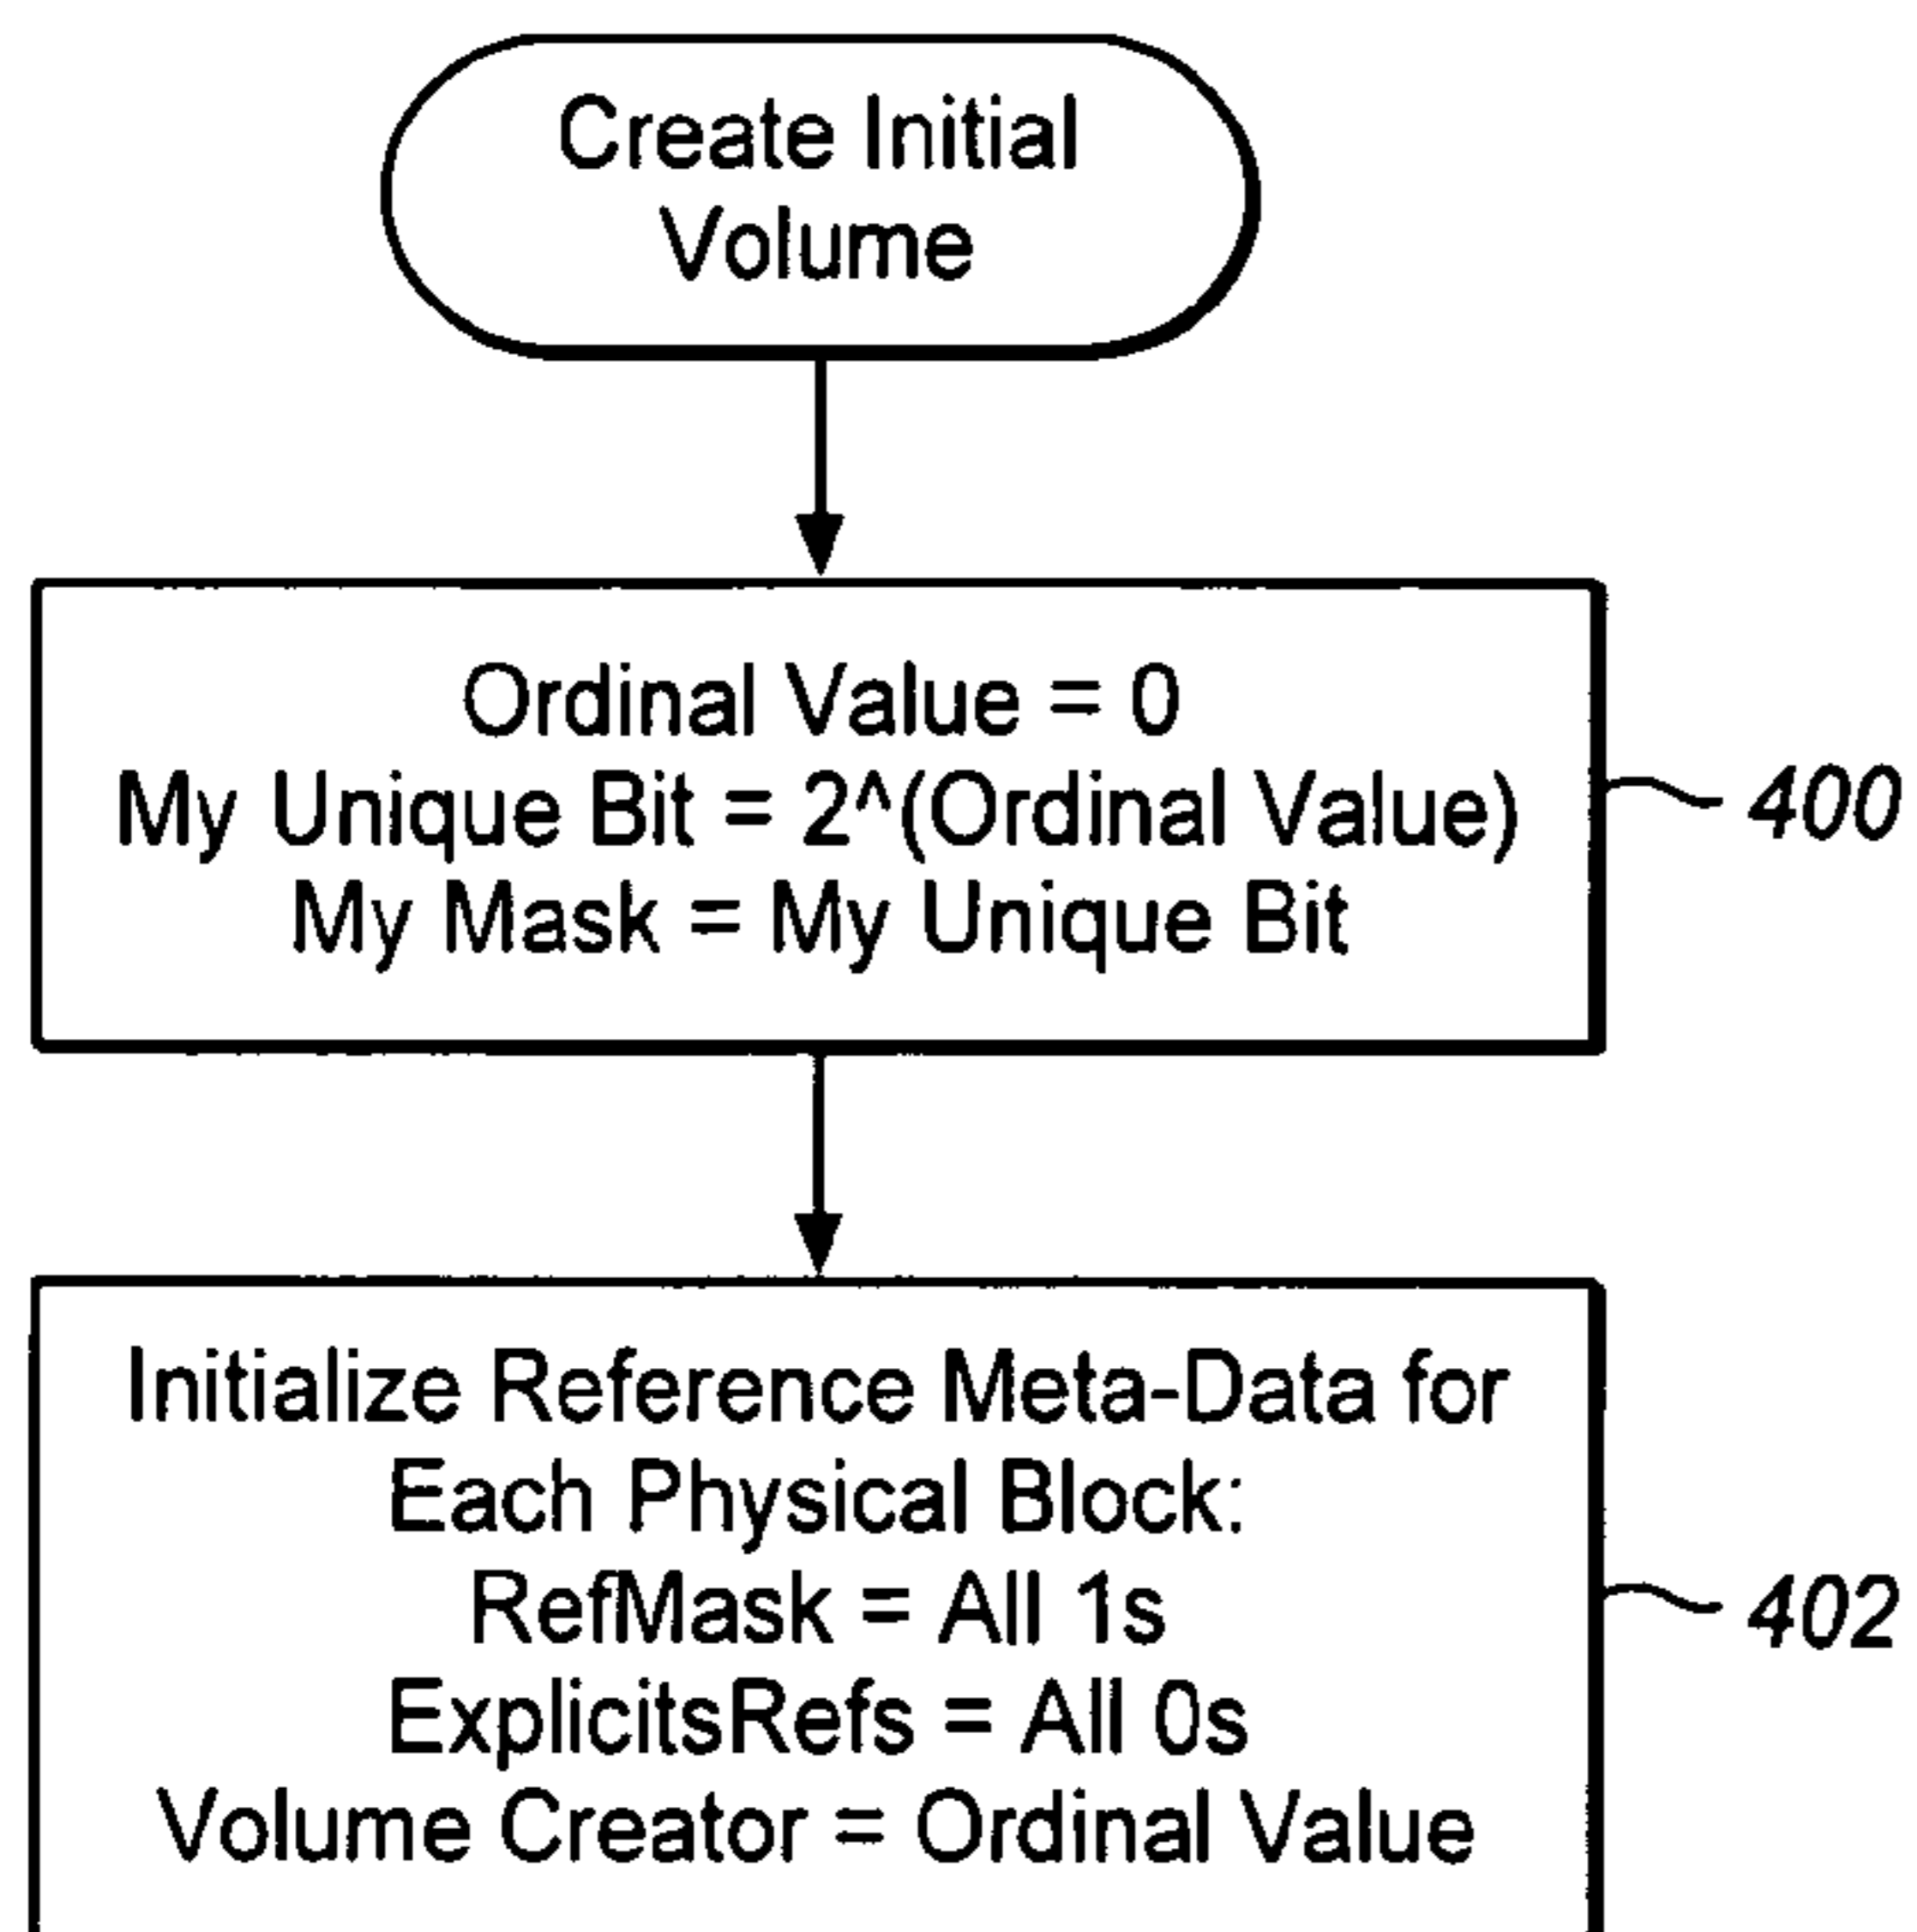 Create Initial
Volume
Ordinal Value = 0
My Unique Bit = 2^(Ordinal Value)
My Mask = My Unique Bit
400
Initialize Reference Meta-Data for
Each Physical Block:
RefMask = All 1s
ExplicitsRefs = All 0s
Volume Creator = Ordinal Value
402